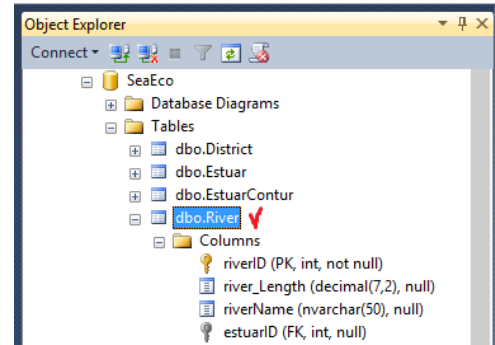 Object Explorer
Connect
SeaEco
Database Diagrams
Tables
dbo.District
dbo.Estuar
dbo.EstuarContur
dbo.River
Columns
riverID (PK, int, not null)
river_Length (decimal(7,2), null)
riverName (nvarchar(50), null)
estuarID (FK, int, null)